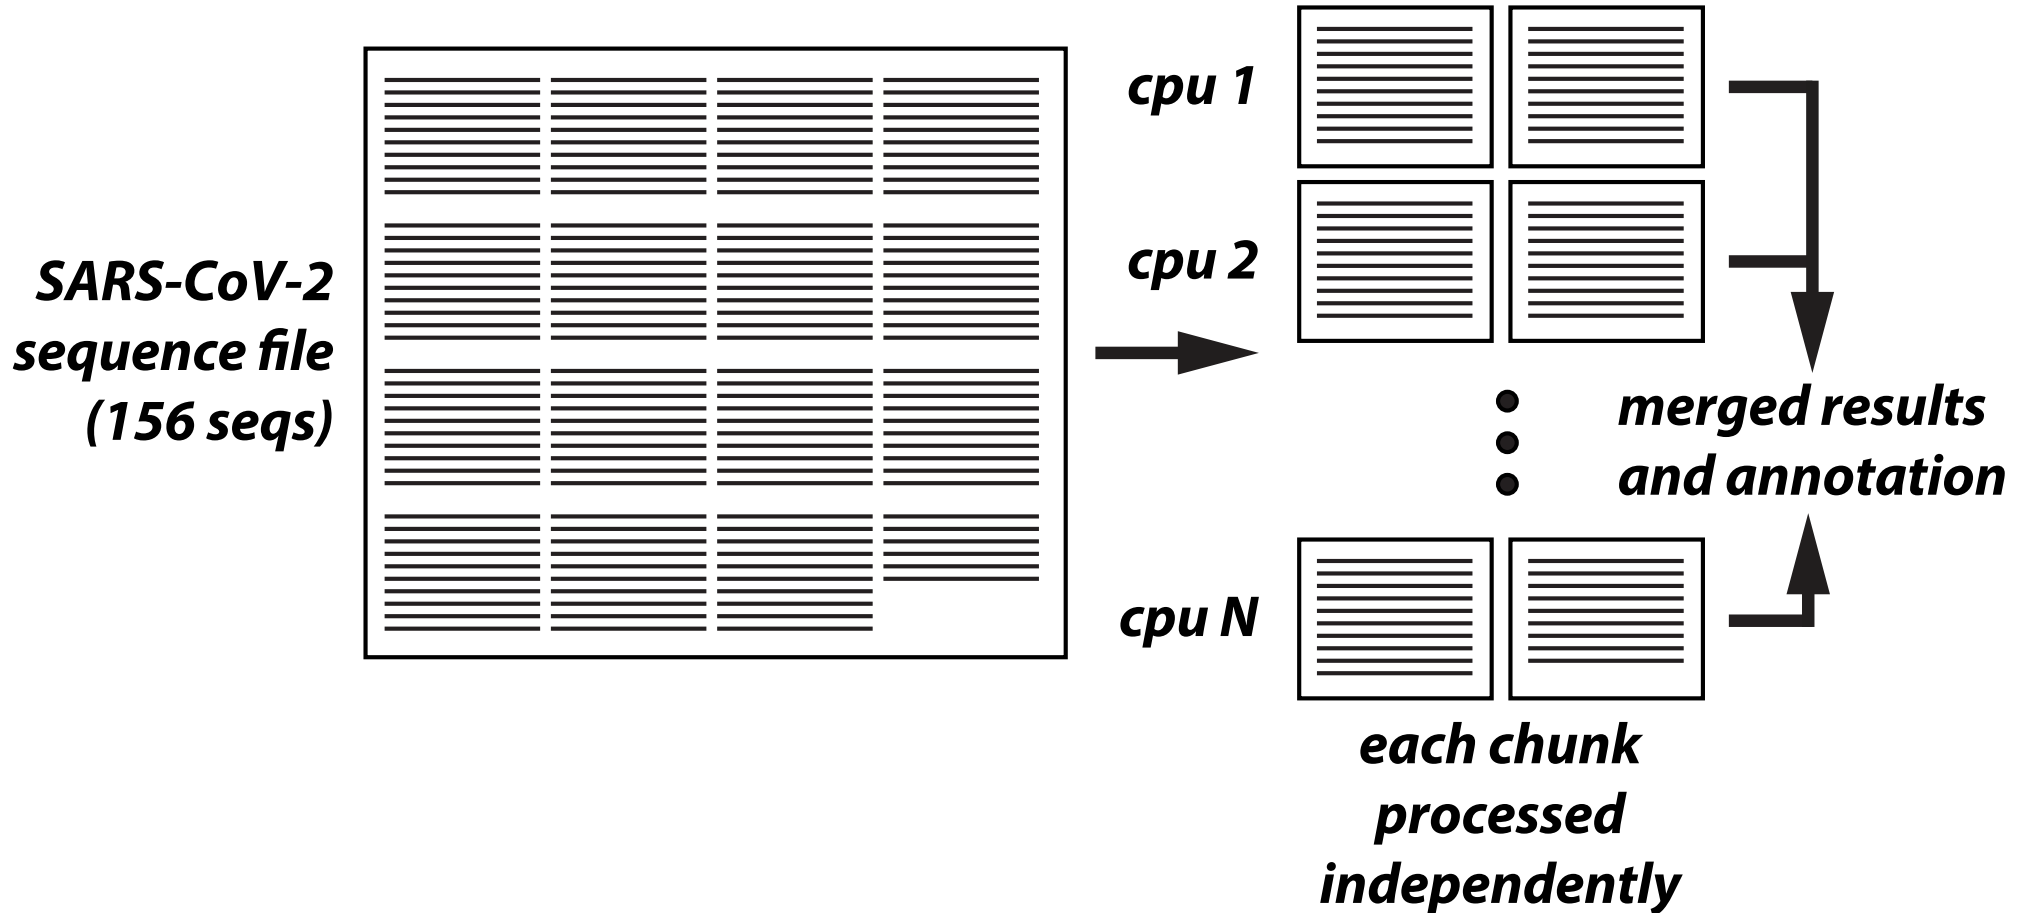 SARS-CoV-2
sequence file
(156 seqs)
cpu 1
cpu 2
cpu N
merged results
and annotation
each chunk
processed
independently